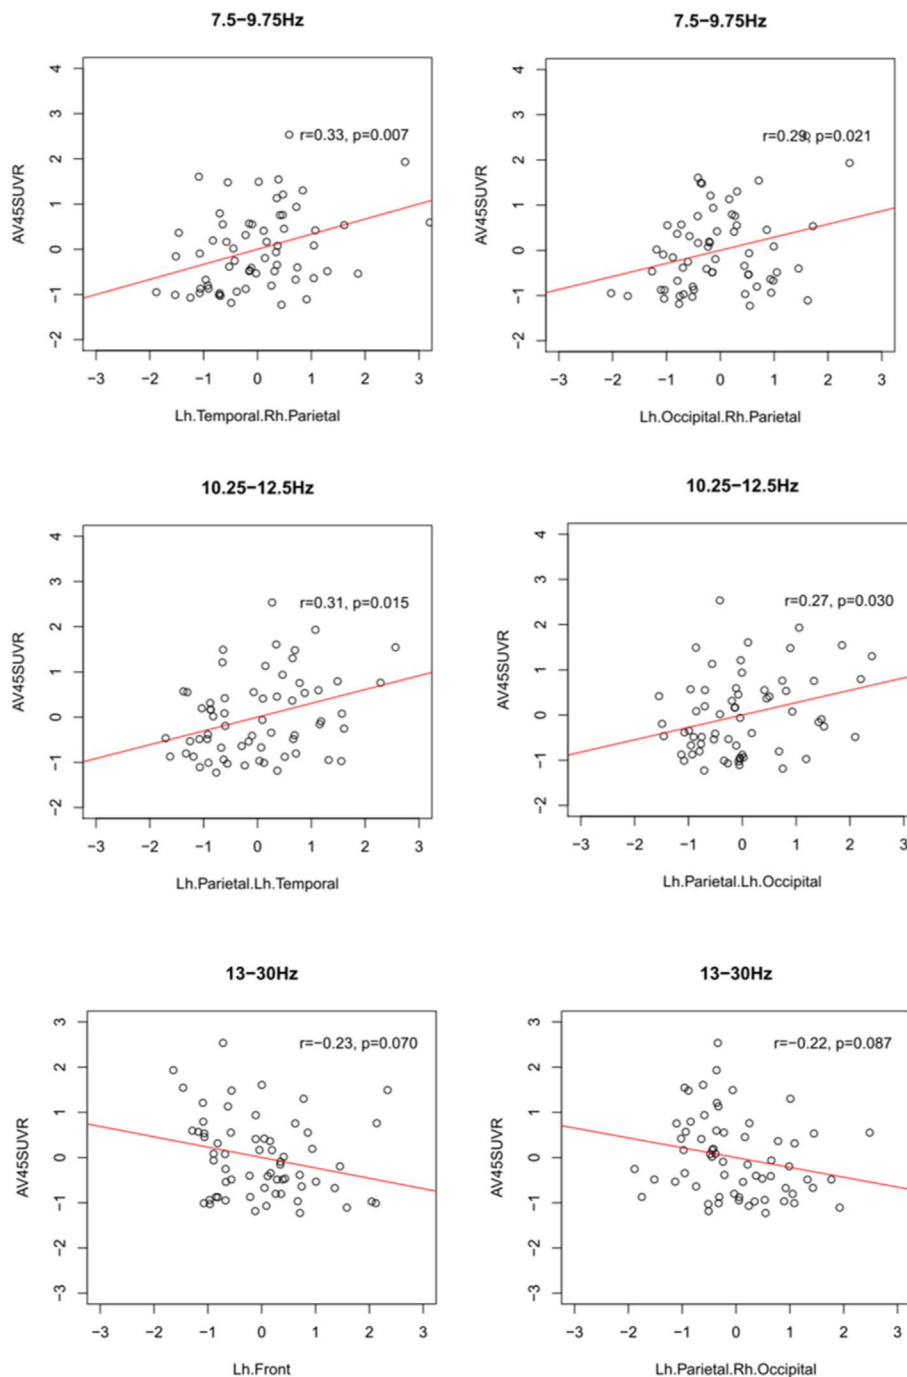 7.5−9.75Hz
AV45SUVR
4
3
2
1
0
−1
−2
r=0.33, p=0.007
−3 −2 −1 0 1 2 3
Lh.Temporal.Rh.Parietal
7.5−9.75Hz
AV45SUVR
4
3
2
1
0
−1
−2
r=0.29, p=0.021
−3 −2 −1 0 1 2 3
Lh.Occipital.Rh.Parietal
10.25−12.5Hz
AV45SUVR
4
3
2
1
0
−1
−2
r=0.31, p=0.015
−3 −2 −1 0 1 2 3
Lh.Parietal.Lh.Temporal
10.25−12.5Hz
AV45SUVR
4
3
2
1
0
−1
−2
r=0.27, p=0.030
−3 −2 −1 0 1 2 3
Lh.Parietal.Lh.Occipital
13−30Hz
AV45SUVR
3
2
1
0
−1
−2
−3
r=−0.23, p=0.070
−3 −2 −1 0 1 2 3
Lh.Front
13−30Hz
AV45SUVR
3
2
1
0
−1
−2
−3
r=−0.22, p=0.087
−3 −2 −1 0 1 2 3
Lh.Parietal.Rh.Occipital